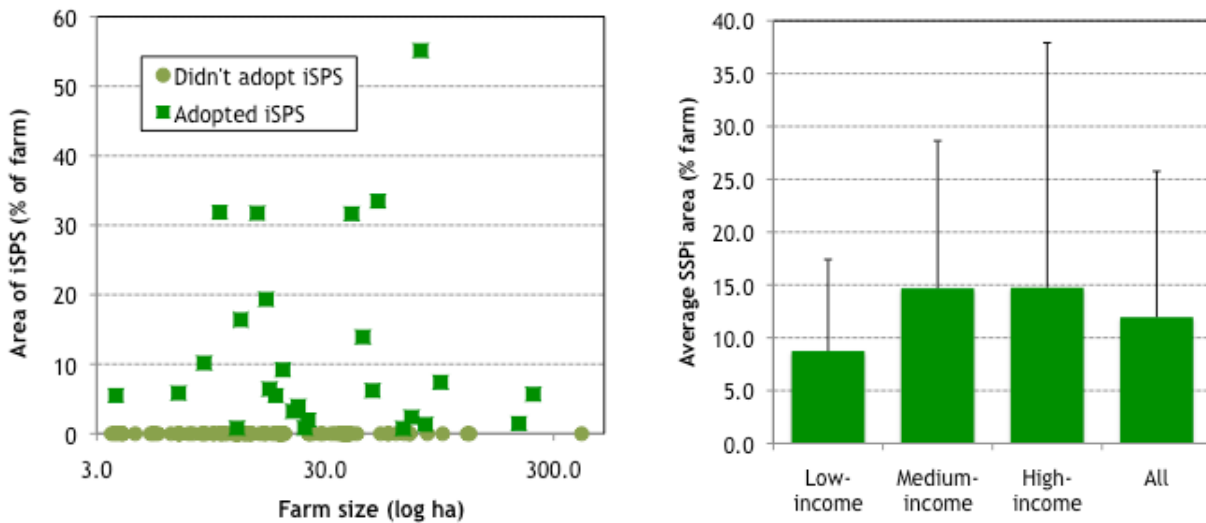 60
50
40
30
20
10
0
Area of iSPS (% of farm)
Didn't adopt iSPS
Adopted iSPS
3.0
30.0
300.0
Farm size (log ha)
40.0
35.0
30.0
25.0
20.0
15.0
10.0
5.0
0.0
Average SSPi area (% farm)
Low-
income
Medium-
income
High-
income
All